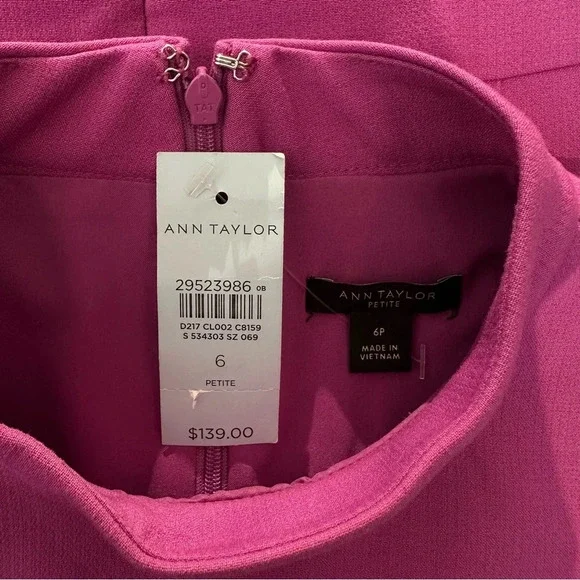 ANN TAYLOR
29523986 0B
D217 CL002 C8159
S 534303 SZ 069
6
PETITE
$139.00
ANN TAYLOR
PETITE
6P
MADE IN
VIETNAM